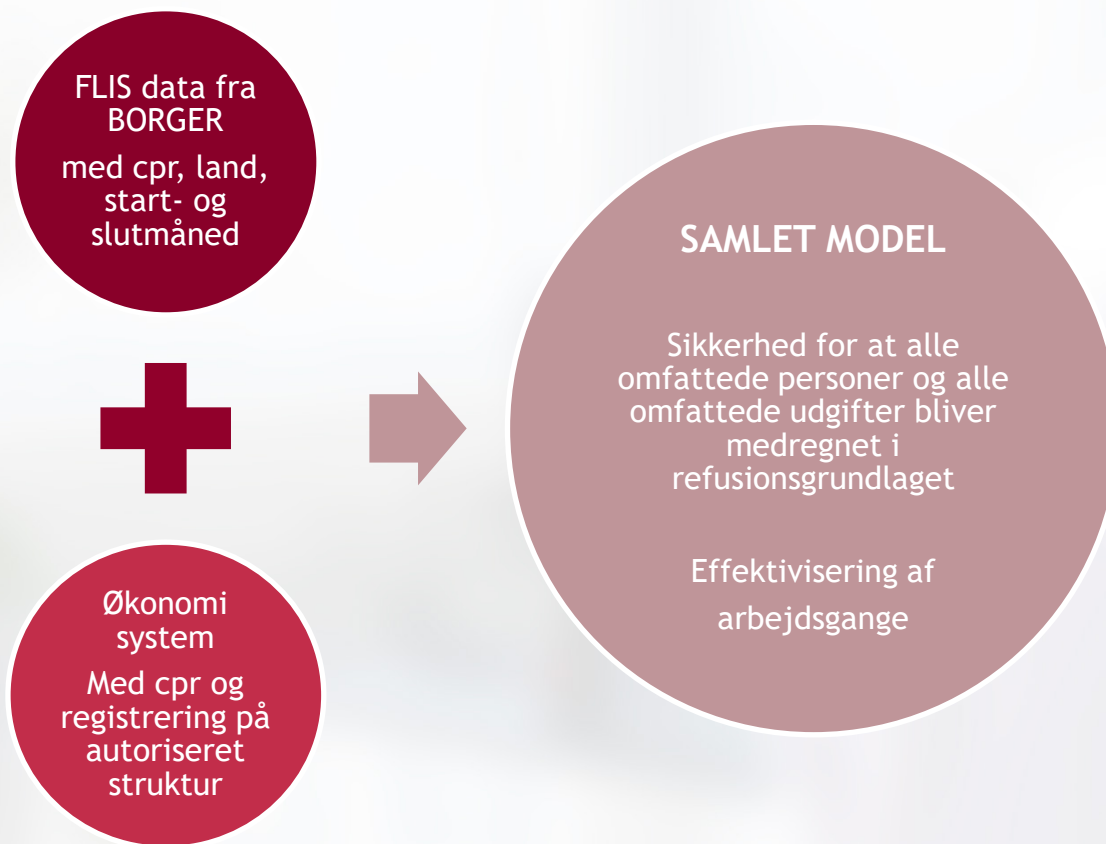 FLIS data fra
BORGER
med cpr, land,
start- og
slutmåned
Økonomi
system
Med cpr og
registrering på
autoriseret
struktur
SAMLET MODEL
Sikkerhed for at alle
omfattede personer og alle
omfattede udgifter bliver
medregnet i
refusionsgrundlaget
Effektivisering af
arbejdsgange